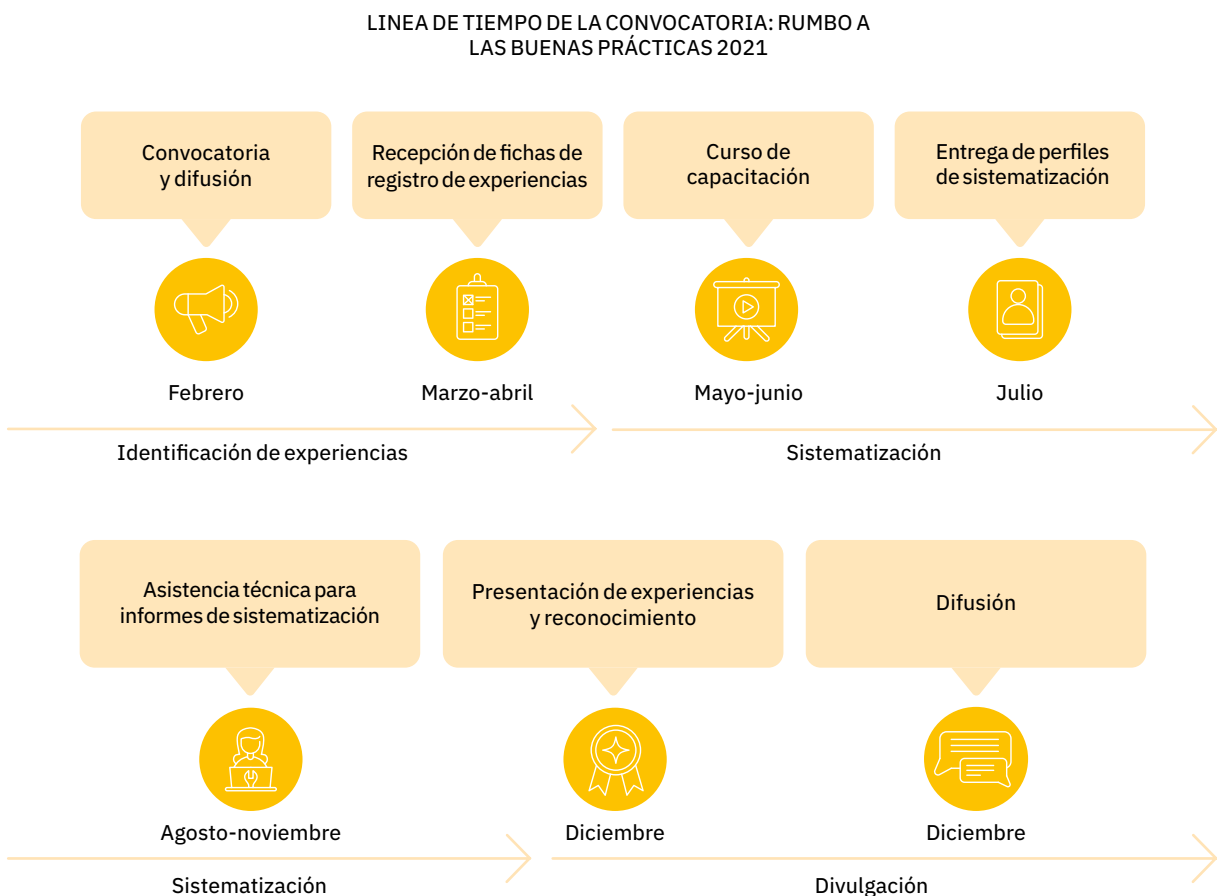 LINEA DE TIEMPO DE LA CONVOCATORIA: RUMBO A
LAS BUENAS PRÁCTICAS 2021
Convocatoria
y difusión
Recepción de fichas de
registro de experiencias
Curso de
capacitación
Entrega de perfiles
de sistematización
Febrero
Marzo-abril
Mayo-junio
Julio
Identificación de experiencias
Sistematización
Asistencia técnica para
informes de sistematización
Presentación de experiencias
y reconocimiento
Difusión
Agosto-noviembre
Diciembre
Diciembre
Sistematización
Divulgación